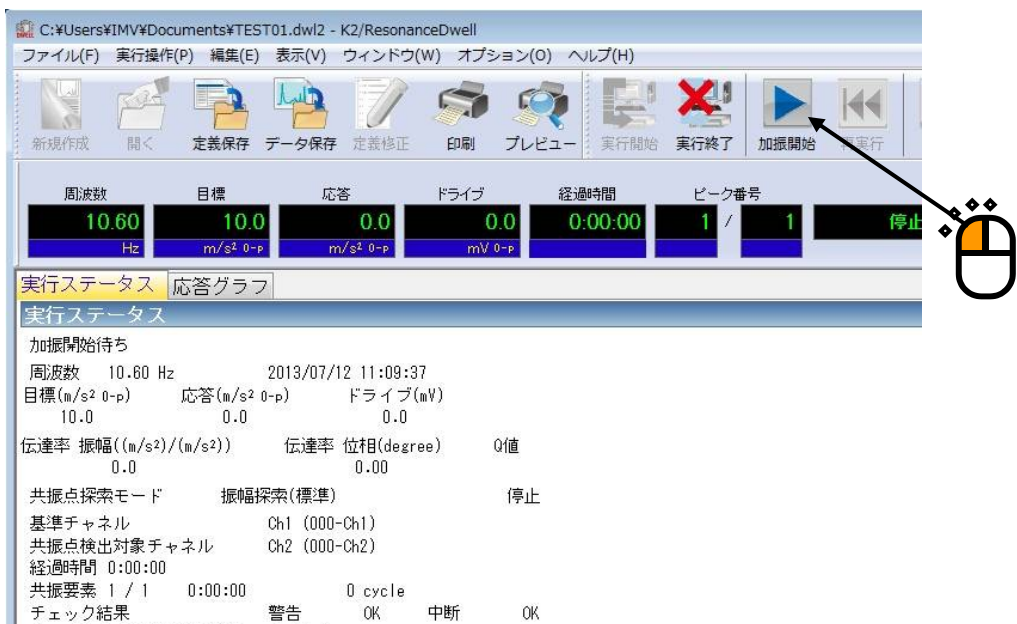 C:¥Users¥IMV¥Documents¥TEST01.dwl2 - K2/ResonanceDwell
ファイル(F) 実行操作(P) 編集(E) 表示(V) ウィンドウ(W) オプション(O) ヘルプ(H)
新規作成 開く 定義保存 データ保存 定義修正 印刷 プレビュー 実行開始 実行終了 加振開始 再実行
周波数 目標 応答 ドライブ 経過時間 ピーク番号
10.60 10.0 0.0 0.0 0:00:00 1 / 1 停止
Hz m/s² 0-p m/s² 0-p mV 0-p
実行ステータス 応答グラフ
実行ステータス
加振開始待ち
周波数 10.60 Hz 2013/07/12 11:09:37
目標(m/s² 0-p) 応答(m/s² 0-p) ドライブ(mV)
10.0 0.0 0.0
伝達率 振幅((m/s²)/(m/s²)) 伝達率 位相(degree) Q値
0.0 0.00
共振点探索モード 振幅探索(標準) 停止
基準チャネル Ch1 (000-Ch1)
共振点検出対象チャネル Ch2 (000-Ch2)
経過時間 0:00:00
共振要素 1 / 1 0:00:00 0 cycle
チェック結果 警告 OK 中断 OK